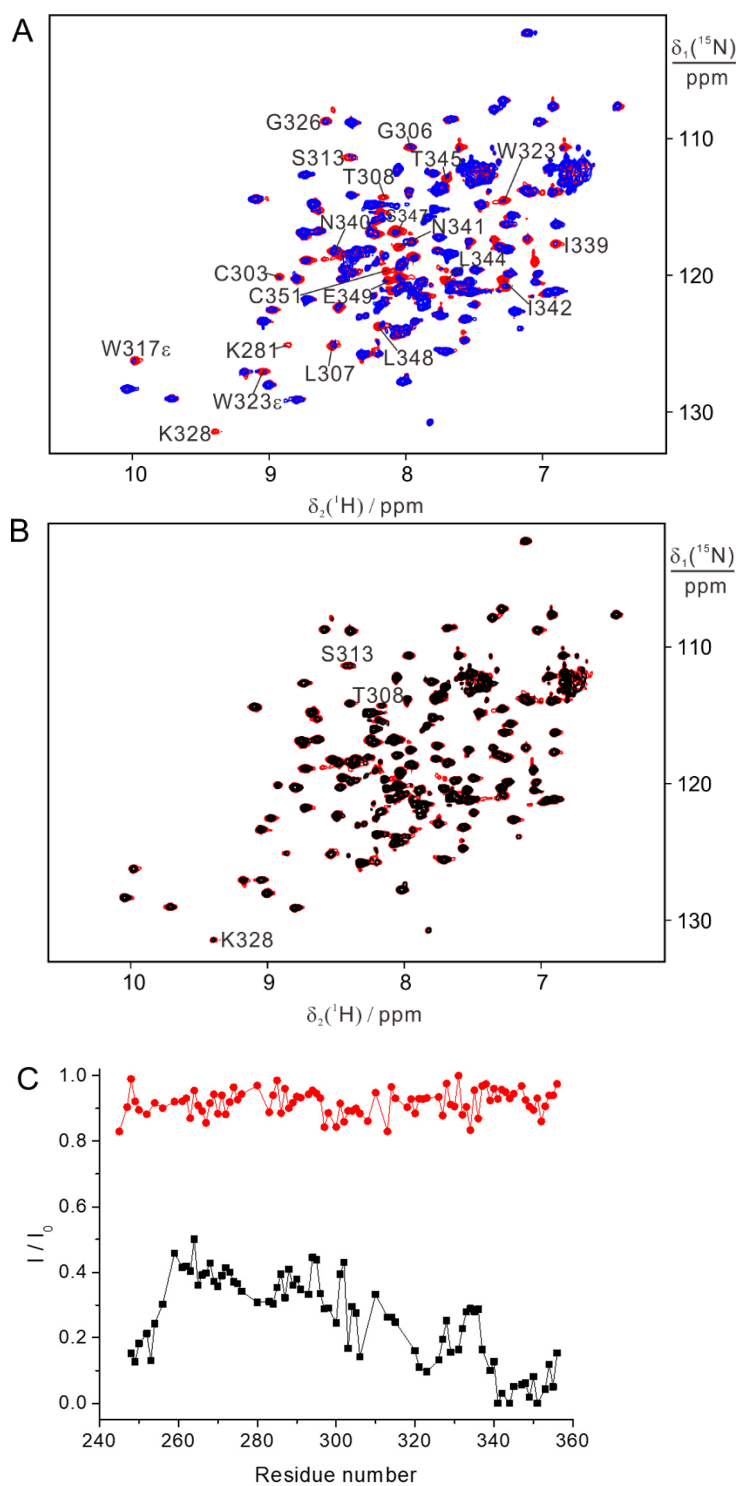 A
δ₁(¹⁵N)
ppm
G326
G306
S313
T345
W323
T308
N340
S347
N341
I339
C303
L344
C351
E349
I342
W317ε
K281
L348
L307
W323ε
K328
110
120
130
10 9 8 7
δ₂(¹H) / ppm
B
δ₁(¹⁵N)
ppm
S313
T308
K328
110
120
130
10 9 8 7
δ₂(¹H) / ppm
C
1.0
0.8
0.6
0.4
0.2
0.0
I / I₀
240 260 280 300 320 340 360
Residue number